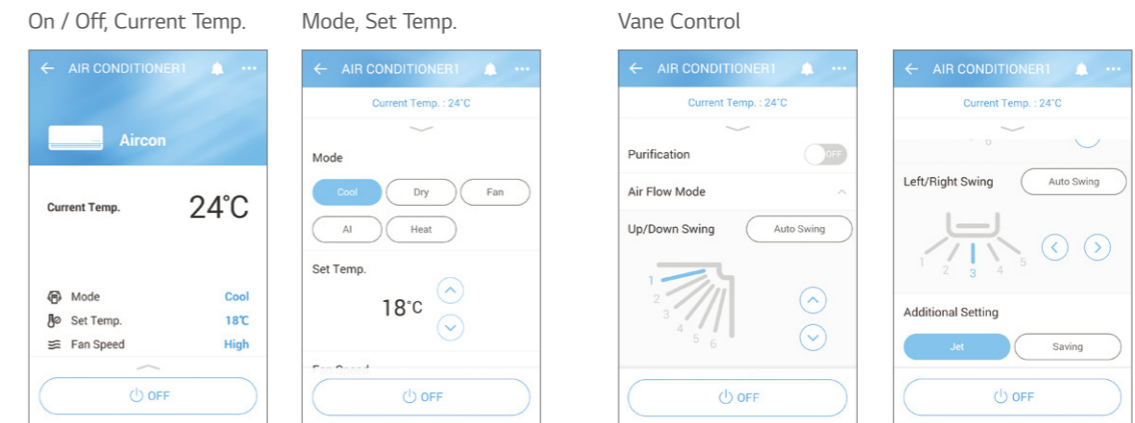 On / Off, Current Temp.
Mode, Set Temp.
Vane Control
AIR CONDITIONER1
Aircon
Current Temp.
24°C
Mode
Cool
Set Temp.
18℃
Fan Speed
High
OFF
AIR CONDITIONER1
Current Temp. : 24°C
Mode
Cool
Dry
Fan
AI
Heat
Set Temp.
18°C
Fan Speed
OFF
AIR CONDITIONER1
Current Temp. : 24°C
Purification
OFF
Air Flow Mode
Up/Down Swing
Auto Swing
1
2
3
4
5
6
OFF
AIR CONDITIONER1
Current Temp. : 24°C
6
Left/Right Swing
Auto Swing
1
2
3
4
5
Additional Setting
Jet
Saving
OFF